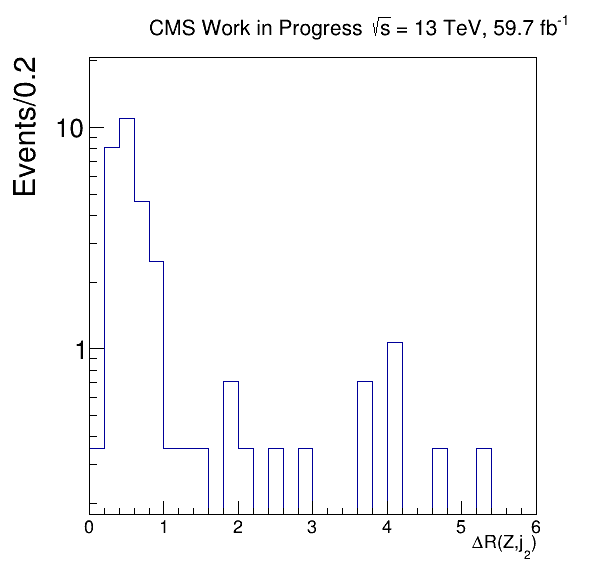 CMS Work in Progress √s = 13 TeV, 59.7 fb⁻¹
Events/0.2
10
1
0 1 2 3 4 5 6
ΔR(Z,j₂)